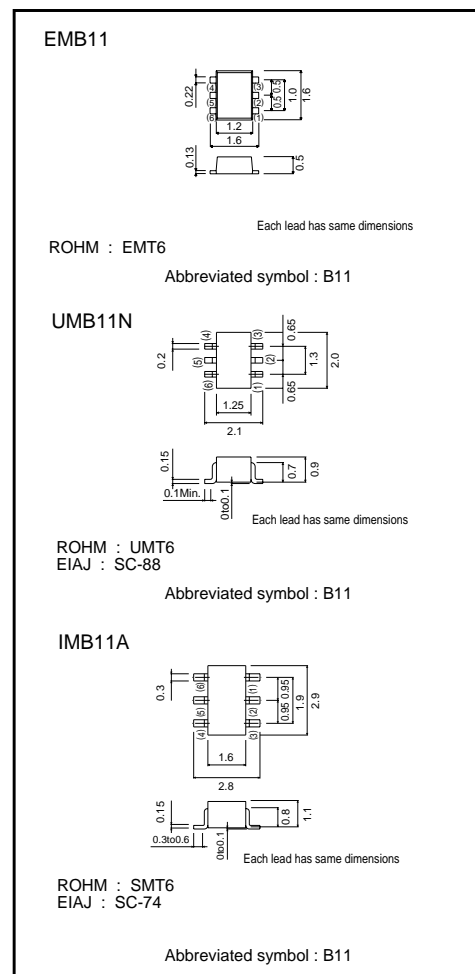 EMB11
0.22
(4)
(3)
(5)
(2)
(6)
(1)
0.5 0.5
1.0
1.6
1.2
1.6
0.13
0.5
Each lead has same dimensions
ROHM : EMT6
Abbreviated symbol : B11
UMB11N
0.2
(4)
(3)
(5)
(2)
(6)
(1)
0.65
1.3
0.65
2.0
1.25
2.1
0.15
0.1Min.
0to0.1
0.7
0.9
Each lead has same dimensions
ROHM : UMT6
EIAJ : SC-88
Abbreviated symbol : B11
IMB11A
0.3
(6)
(1)
(5)
(2)
(4)
(3)
0.95 0.95
1.9
2.9
1.6
2.8
0.15
0.3to0.6
0to0.1
0.8
1.1
Each lead has same dimensions
ROHM : SMT6
EIAJ : SC-74
Abbreviated symbol : B11